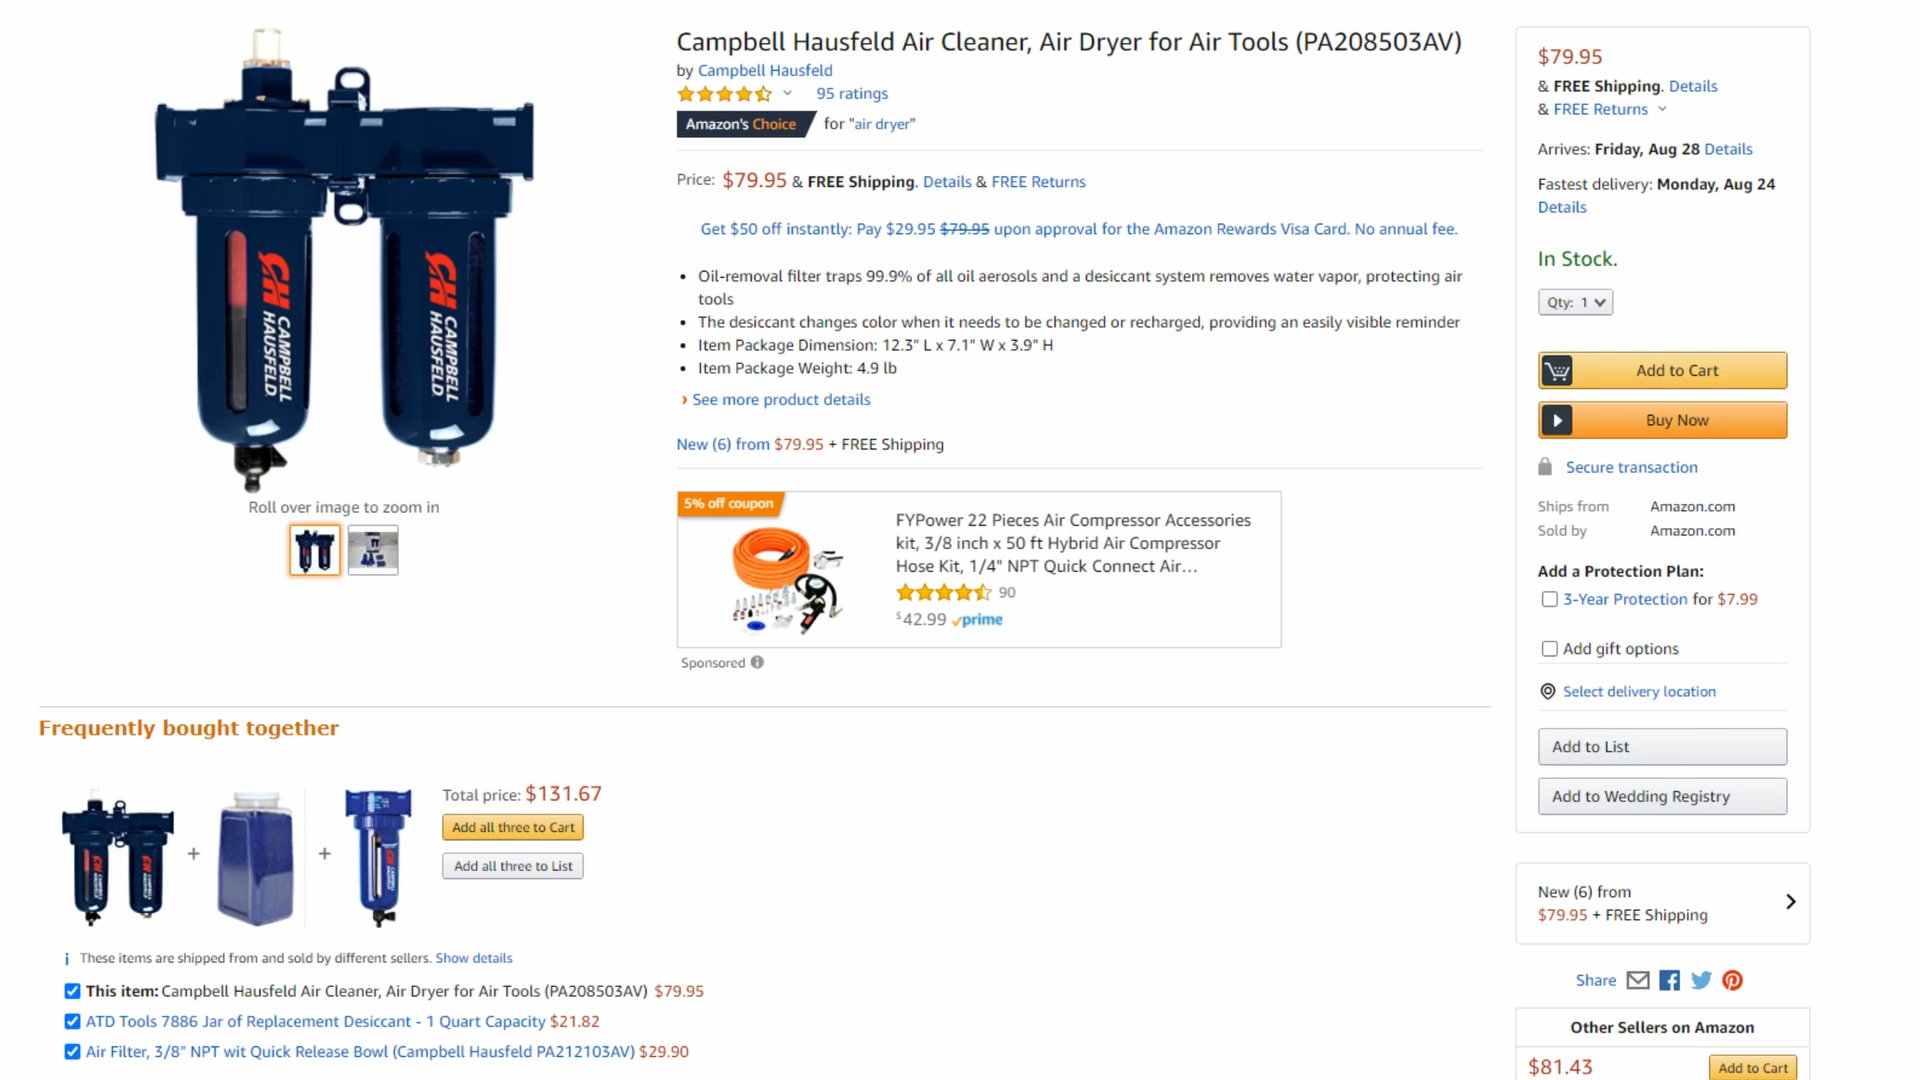 Campbell Hausfeld Air Cleaner, Air Dryer for Air Tools (PA208503AV)
by Campbell Hausfeld
95 ratings
Amazon's Choice for "air dryer"
Price: $79.95 & FREE Shipping. Details & FREE Returns
Get $50 off instantly: Pay $29.95 $79.95 upon approval for the Amazon Rewards Visa Card. No annual fee.
Oil-removal filter traps 99.9% of all oil aerosols and a desiccant system removes water vapor, protecting air
tools
The desiccant changes color when it needs to be changed or recharged, providing an easily visible reminder
Item Package Dimension: 12.3" L x 7.1" W x 3.9" H
Item Package Weight: 4.9 lb
› See more product details
New (6) from $79.95 + FREE Shipping
CH CAMPBELL
HAUSFELD
CH CAMPBELL
HAUSFELD
Roll over image to zoom in
5% off coupon
FYPower 22 Pieces Air Compressor Accessories
kit, 3/8 inch x 50 ft Hybrid Air Compressor
Hose Kit, 1/4" NPT Quick Connect Air...
90
$42.99 prime
Sponsored
Frequently bought together
+
+
CH CAMPBELL
HAUSFELD
CH CAMPBELL
HAUSFELD
CH CAMPBELL
HAUSFELD
Total price: $131.67
Add all three to Cart
Add all three to List
i These items are shipped from and sold by different sellers. Show details
This item: Campbell Hausfeld Air Cleaner, Air Dryer for Air Tools (PA208503AV) $79.95
ATD Tools 7886 Jar of Replacement Desiccant - 1 Quart Capacity $21.82
Air Filter, 3/8" NPT wit Quick Release Bowl (Campbell Hausfeld PA212103AV) $29.90
$79.95
& FREE Shipping. Details
& FREE Returns
Arrives: Friday, Aug 28 Details
Fastest delivery: Monday, Aug 24
Details
In Stock.
Qty: 1
Add to Cart
Buy Now
Secure transaction
Ships from Amazon.com
Sold by Amazon.com
Add a Protection Plan:
3-Year Protection for $7.99
Add gift options
Select delivery location
Add to List
Add to Wedding Registry
New (6) from
$79.95 + FREE Shipping
Share
Other Sellers on Amazon
$81.43
Add to Cart